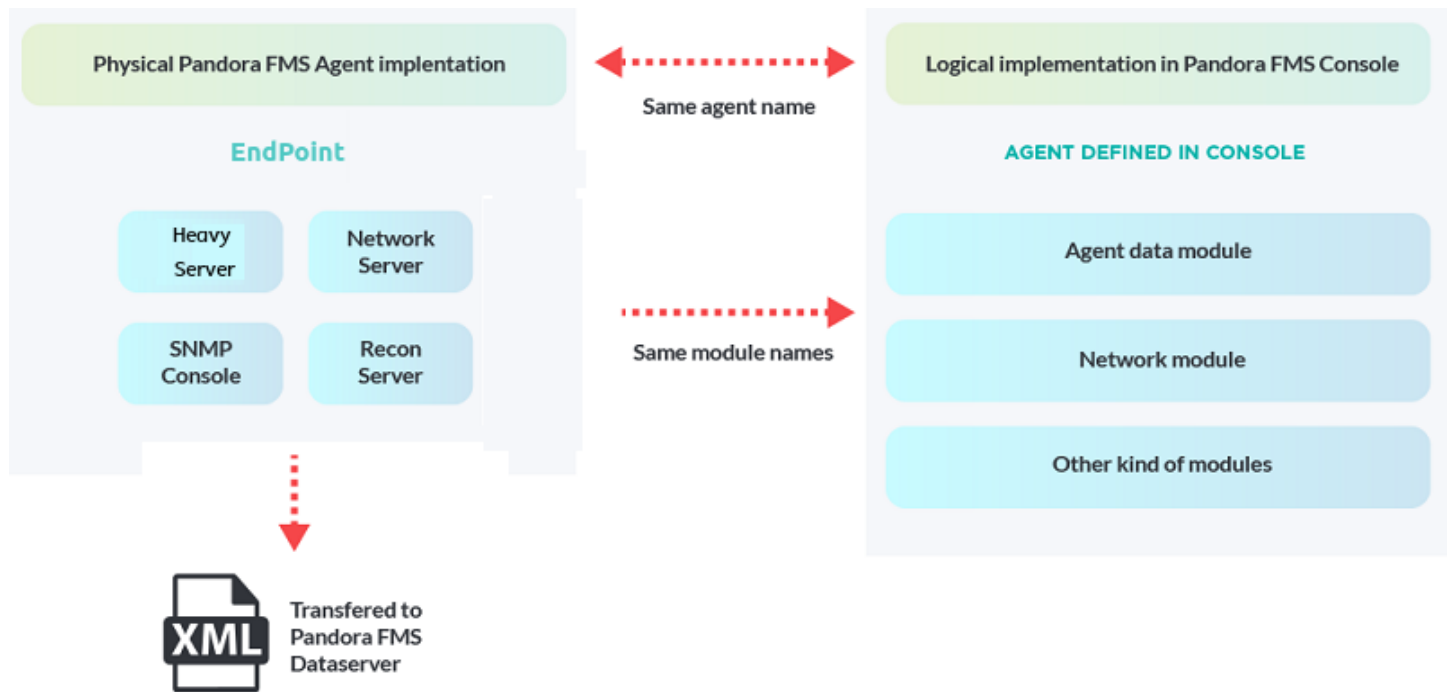 Physical Pandora FMS Agent implentation
Same agent name
Logical implementation in Pandora FMS Console
EndPoint
Heavy
Server
Network
Server
SNMP
Console
Recon
Server
Same module names
AGENT DEFINED IN CONSOLE
Agent data module
Network module
Other kind of modules
XML
Transfered to
Pandora FMS
Dataserver